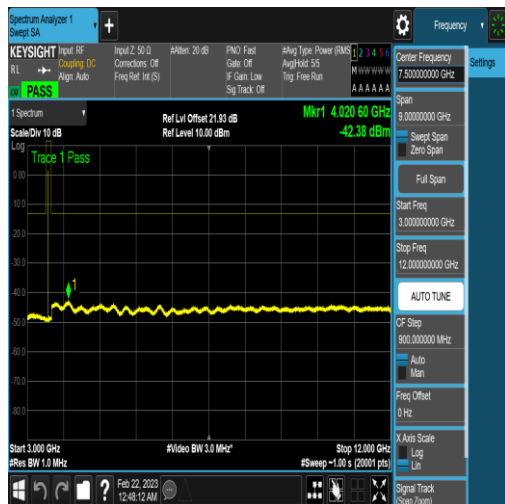 Spectrum Analyzer 1
Swept SA
+
Frequency
KEYSIGHT
RL
PASS
Input: RF
Coupling: DC
Align: Auto
Input Z: 50 Ω
Corrections: Off
Freq Ref: Int (S)
#Atten: 20 dB
PNO: Fast
Gate: Off
IF Gain: Low
Sig Track: Off
#Avg Type: Power (RMS
Avg|Hold: 5/5
Trig: Free Run
1 2 3 4 5 6
M W W W W W
A A A A A A
Center Frequency
7.500000000 GHz
Settings
Span
9.00000000 GHz
Swept Span
Zero Span
Full Span
Start Freq
3.000000000 GHz
Stop Freq
12.000000000 GHz
AUTO TUNE
CF Step
900.000000 MHz
Auto
Man
Freq Offset
0 Hz
X Axis Scale
Log
Lin
Signal Track
(Span Zoom)
1 Spectrum
Scale/Div 10 dB
Log
Ref Lvl Offset 21.93 dB
Ref Level 10.00 dBm
Mkr1 4.020 60 GHz
-42.38 dBm
Trace 1 Pass
0.00
-10.0
-20.0
-30.0
1
-40.0
-50.0
-60.0
-70.0
-80.0
Start 3.000 GHz
#Res BW 1.0 MHz
#Video BW 3.0 MHz*
Stop 12.000 GHz
#Sweep ~1.00 s (20001 pts)
?
Feb 22, 2023
12:48:12 AM